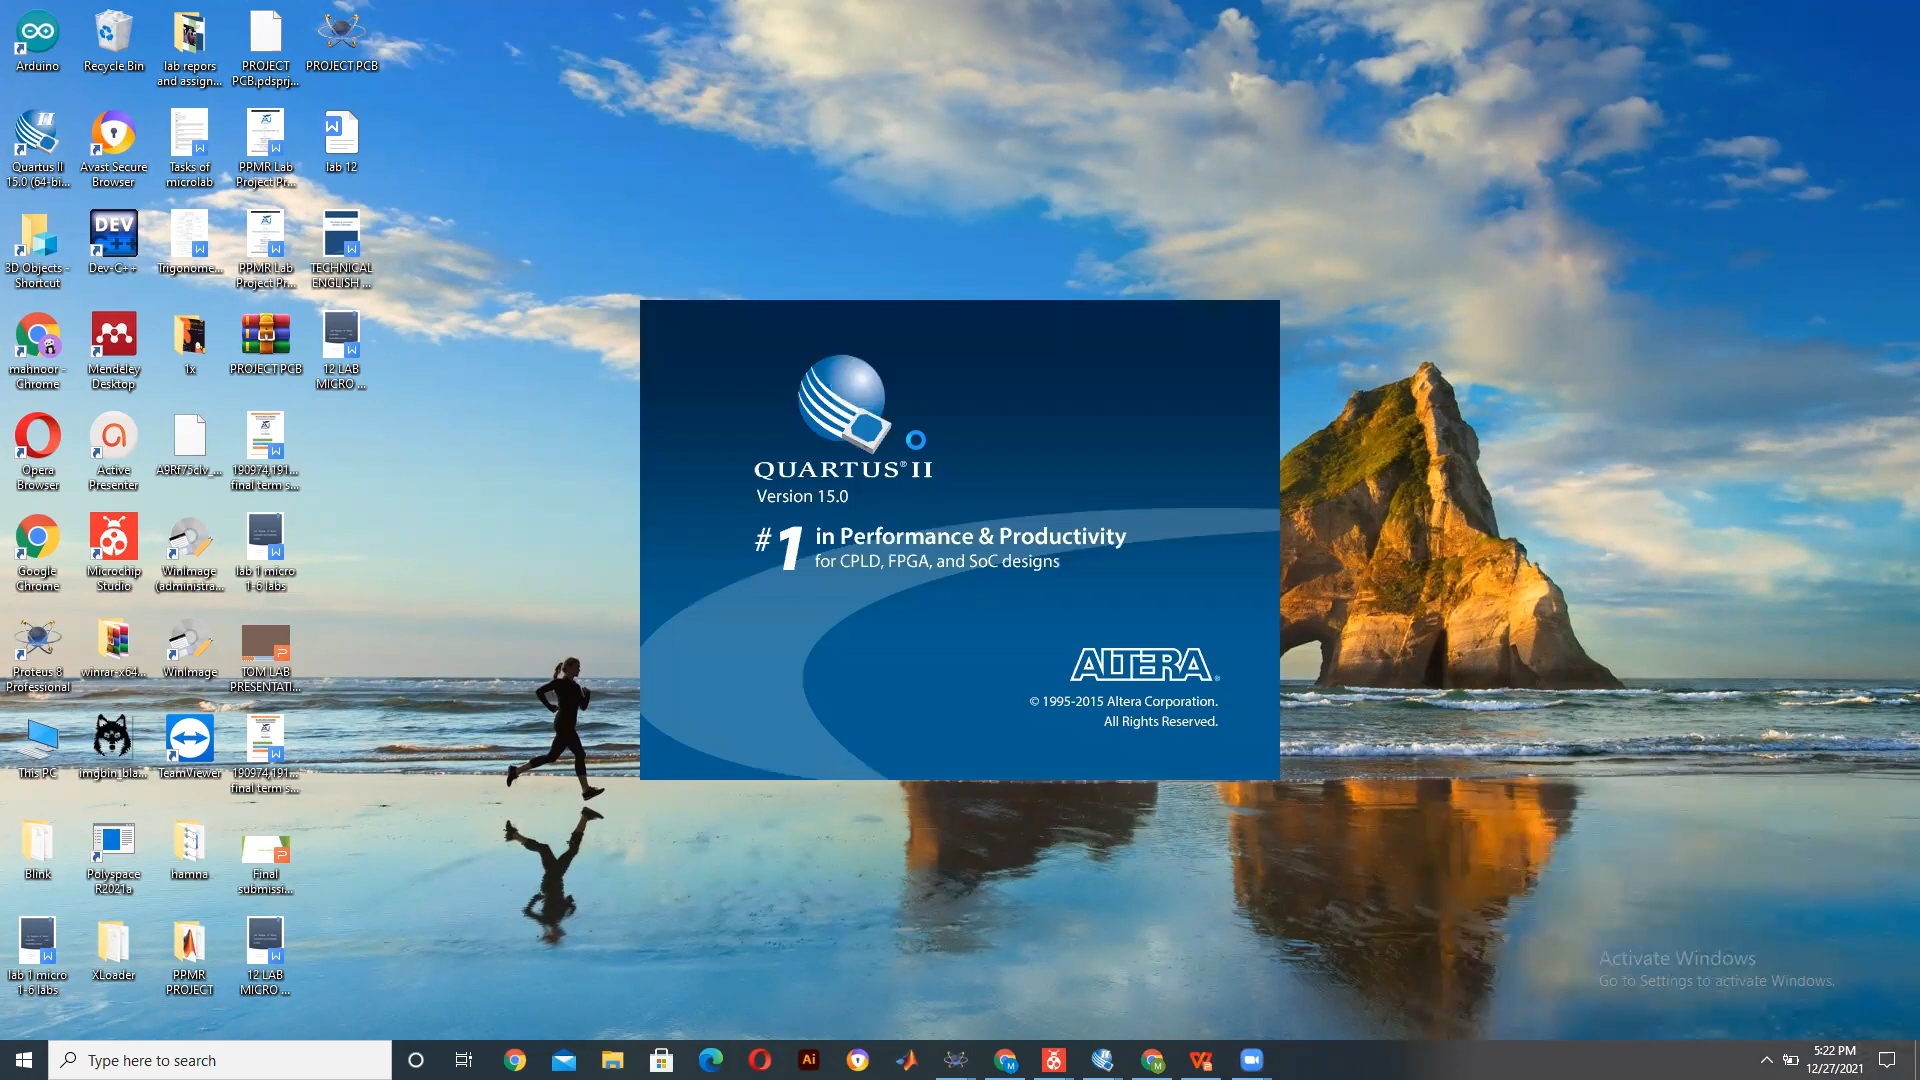 Arduino
Recycle Bin
lab repors
and assign...
PROJECT
PCB.pdsprj...
PROJECT PCB
II
Quartus II
15.0 (64-bi...
Avast Secure
Browser
Tasks of
microlab
PPMR Lab
Project Pr...
lab 12
DEV
C++
3D Objects -
Shortcut
Dev-C++
Trigonome...
PPMR Lab
Project Pr...
TECHNICAL
ENGLISH ...
mahnoor -
Chrome
Mendeley
Desktop
1x
PROJECT PCB
12 LAB
MICRO ...
Opera
Browser
Active
Presenter
A9Rf75clv_...
190974,191...
final term s...
Google
Chrome
Microchip
Studio
WinImage
(administra...
lab 1 micro
1-6 labs
Proteus 8
Professional
winrar-x64...
WinImage
TOM LAB
PRESENTATI...
This PC
imgbin_bla...
TeamViewer
190974,191...
final term s...
Blink
Polyspace
R2021a
hamna
Final
submissi...
lab 1 micro
1-6 labs
XLoader
PPMR
PROJECT
12 LAB
MICRO ...
QUARTUS® II
Version 15.0
#1 in Performance & Productivity
for CPLD, FPGA, and SoC designs
ALTERA®
© 1995-2015 Altera Corporation.
All Rights Reserved.
Activate Windows
Go to Settings to activate Windows.
Type here to search
Ai
5:22 PM
12/27/2021